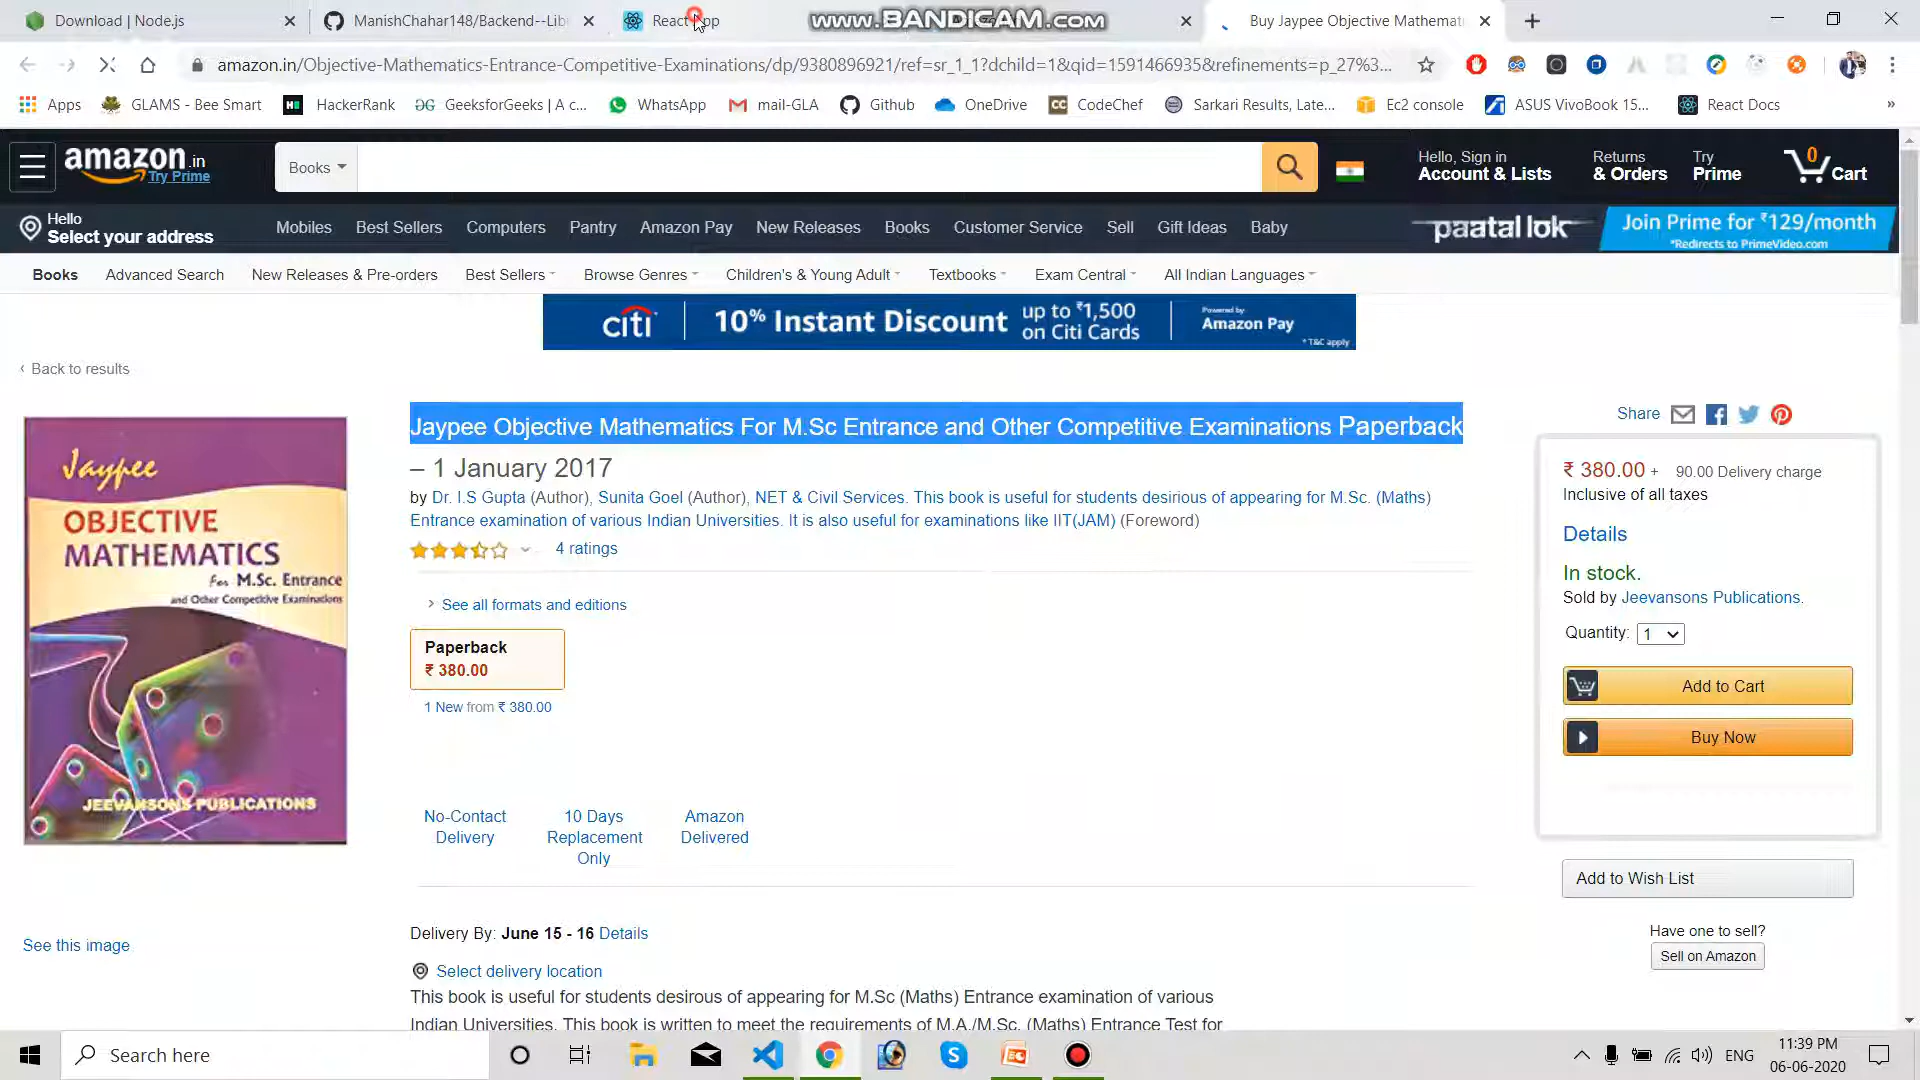 Download | Node.js
ManishChahar148/Backend--Lib
React App
WWW.BANDICAM.COM
Buy Jaypee Objective Mathemat
amazon.in/Objective-Mathematics-Entrance-Competitive-Examinations/dp/9380896921/ref=sr_1_1?dchild=1&qid=1591466935&refinements=p_27%3...
Apps
GLAMS - Bee Smart
HackerRank
GeeksforGeeks | A c...
WhatsApp
mail-GLA
Github
OneDrive
CodeChef
Sarkari Results, Late...
Ec2 console
ASUS VivoBook 15...
React Docs
»
amazon.in
Try Prime
Books
Hello, Sign in
Account & Lists
Returns
& Orders
Try
Prime
0
Cart
Hello
Select your address
Mobiles
Best Sellers
Computers
Pantry
Amazon Pay
New Releases
Books
Customer Service
Sell
Gift Ideas
Baby
paatal lok
Join Prime for ₹129/month
*Redirects to PrimeVideo.com
Books
Advanced Search
New Releases & Pre-orders
Best Sellers
Browse Genres
Children's & Young Adult
Textbooks
Exam Central
All Indian Languages
citi
10% Instant Discount
up to ₹1,500
on Citi Cards
Powered by
Amazon Pay
*T&C apply
‹ Back to results
Jaypee
OBJECTIVE
MATHEMATICS
For M.Sc. Entrance
and Other Competitive Examinations
JEEVANSONS PUBLICATIONS
See this image
Jaypee Objective Mathematics For M.Sc Entrance and Other Competitive Examinations Paperback
– 1 January 2017
by Dr. I.S Gupta (Author), Sunita Goel (Author), NET & Civil Services. This book is useful for students desirious of appearing for M.Sc. (Maths)
Entrance examination of various Indian Universities. It is also useful for examinations like IIT(JAM) (Foreword)
4 ratings
See all formats and editions
Paperback
₹ 380.00
1 New from ₹ 380.00
No-Contact
Delivery
10 Days
Replacement
Only
Amazon
Delivered
Delivery By: June 15 - 16 Details
Select delivery location
This book is useful for students desirous of appearing for M.Sc (Maths) Entrance examination of various
Indian Universities. This book is written to meet the requirements of M.A./M.Sc. (Maths) Entrance Test for
Share
₹ 380.00 + 90.00 Delivery charge
Inclusive of all taxes
Details
In stock.
Sold by Jeevansons Publications.
Quantity: 1
Add to Cart
Buy Now
Add to Wish List
Have one to sell?
Sell on Amazon
Search here
ENG
11:39 PM
06-06-2020